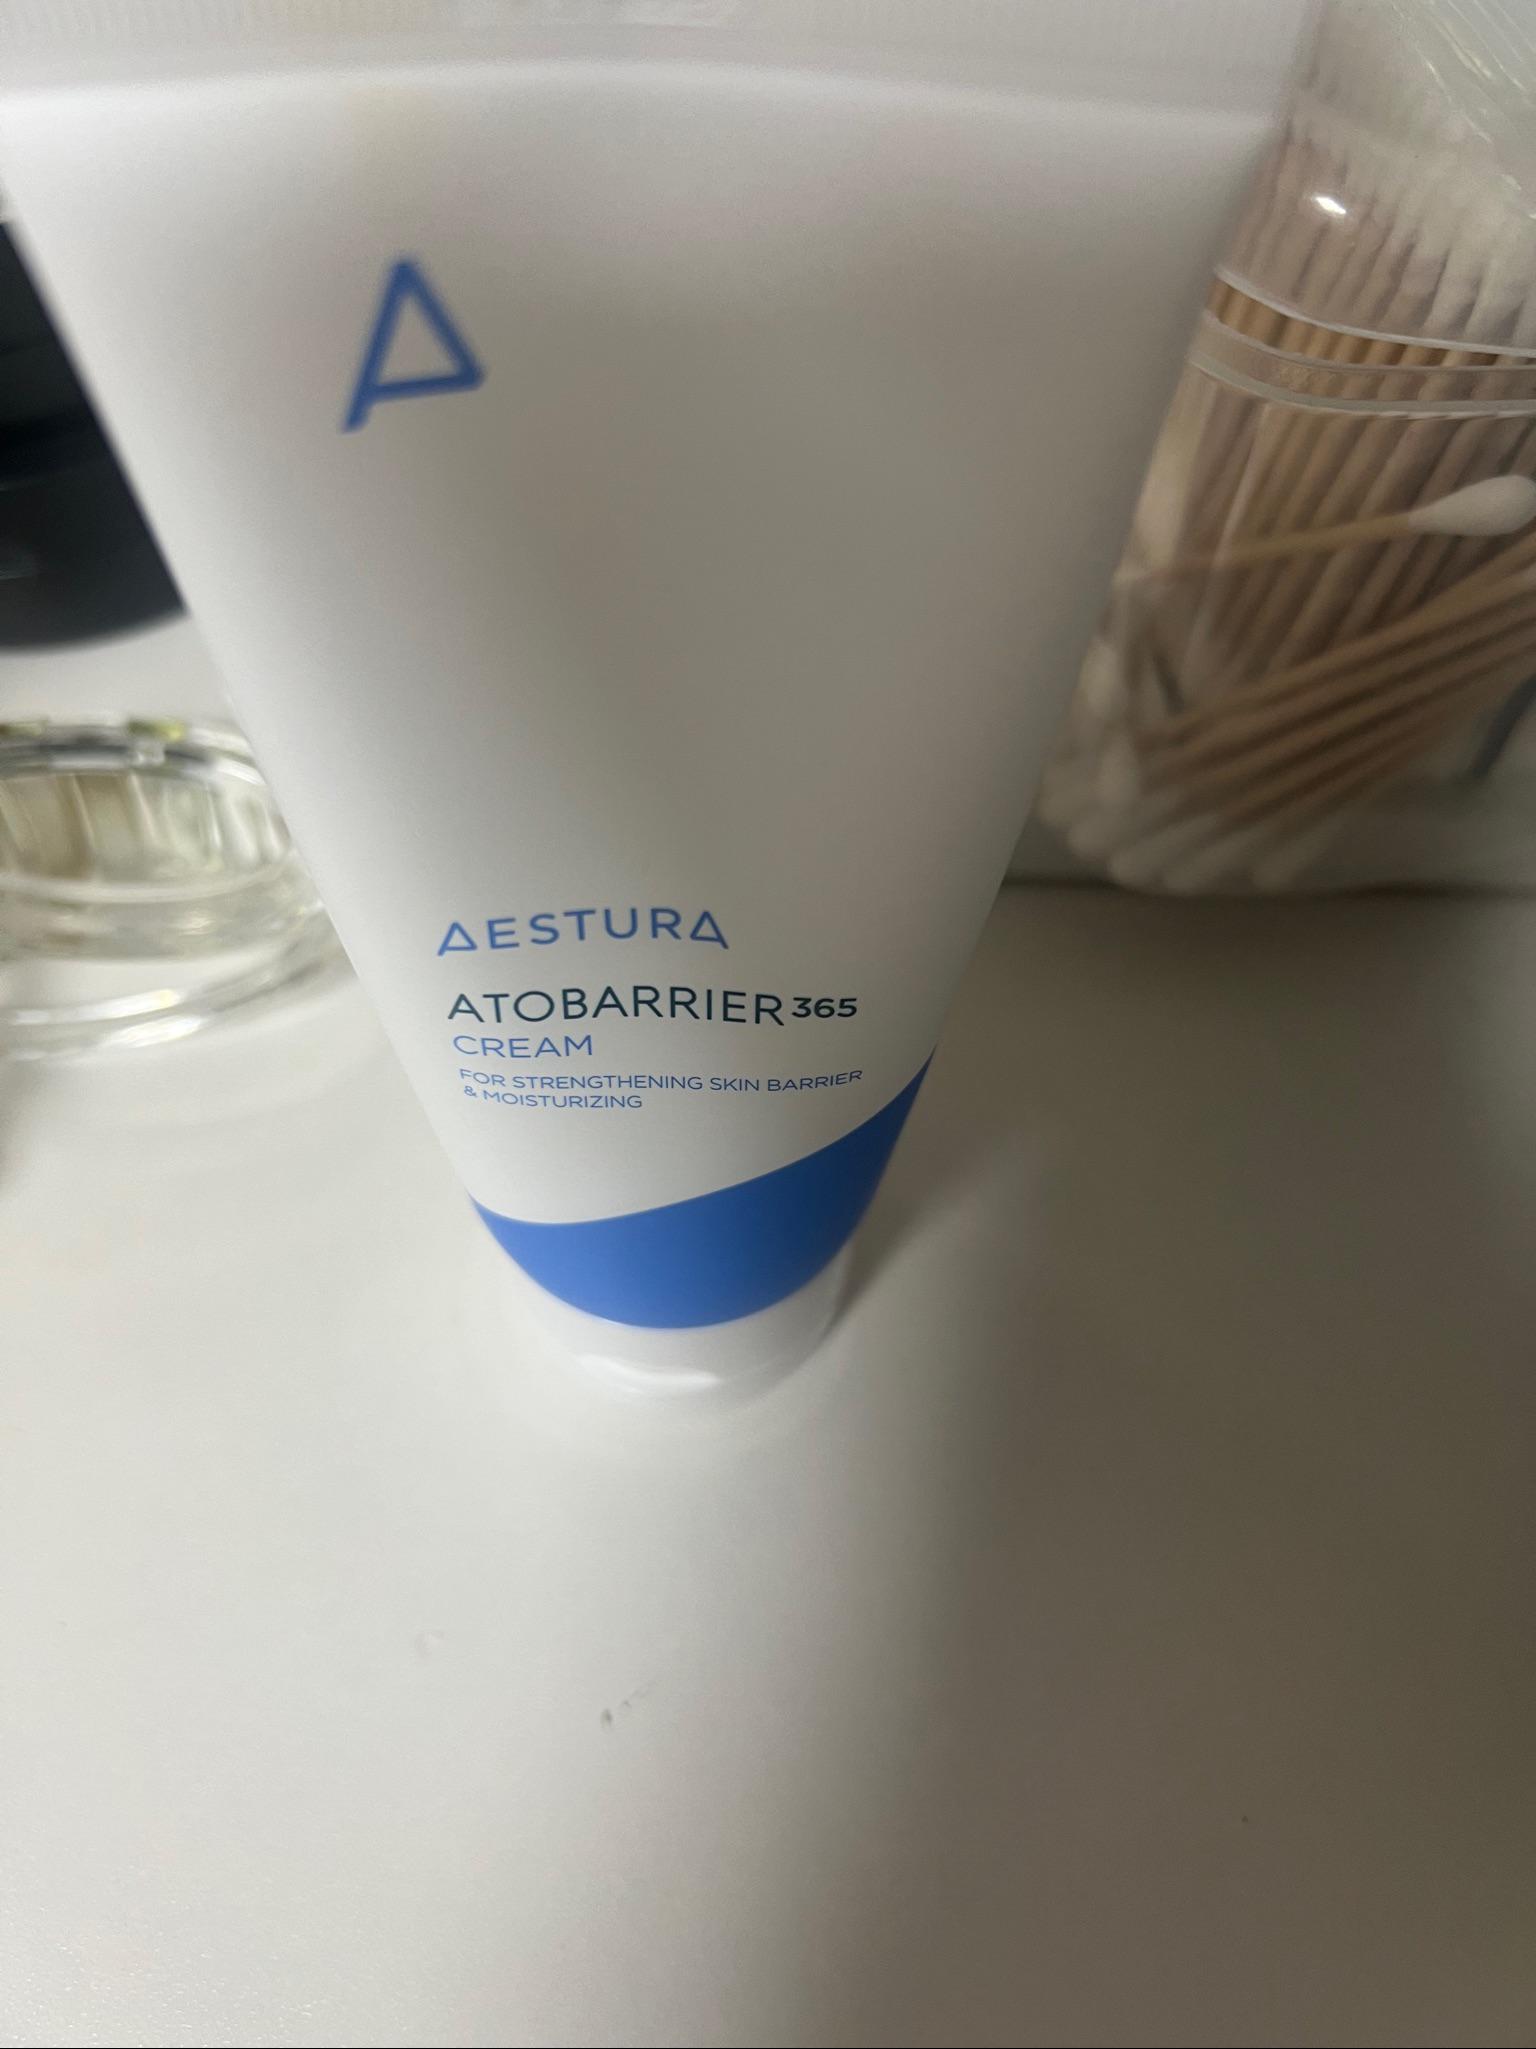 AESTURA
ATOBARRIER 365
CREAM
FOR STRENGTHENING SKIN BARRIER
& MOISTURIZING